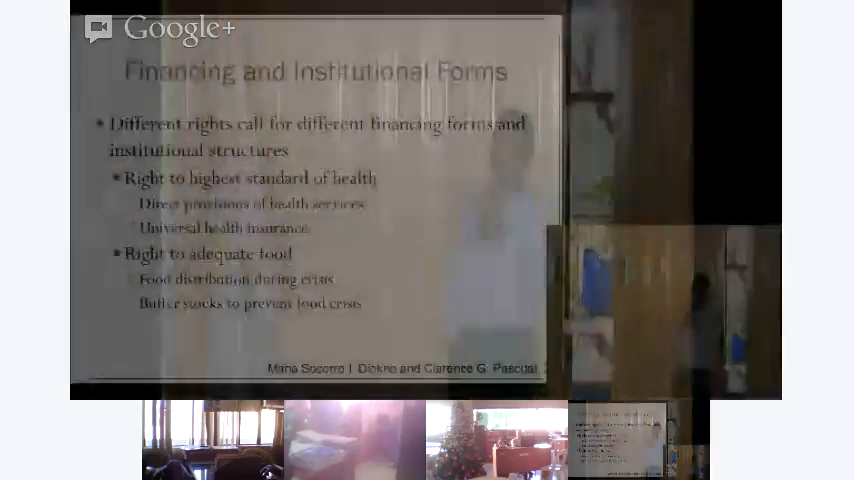 Google+
Financing and Institutional Forms
Different rights call for different financing forms and
institutional structures
Right to highest standard of health
Direct provisions of health services
Universal health insurance
Right to adequate food
Food distribution during crisis
Buffer stocks to prevent food crisis
Maria Socorro I. Diokno and Clarence G. Pascual